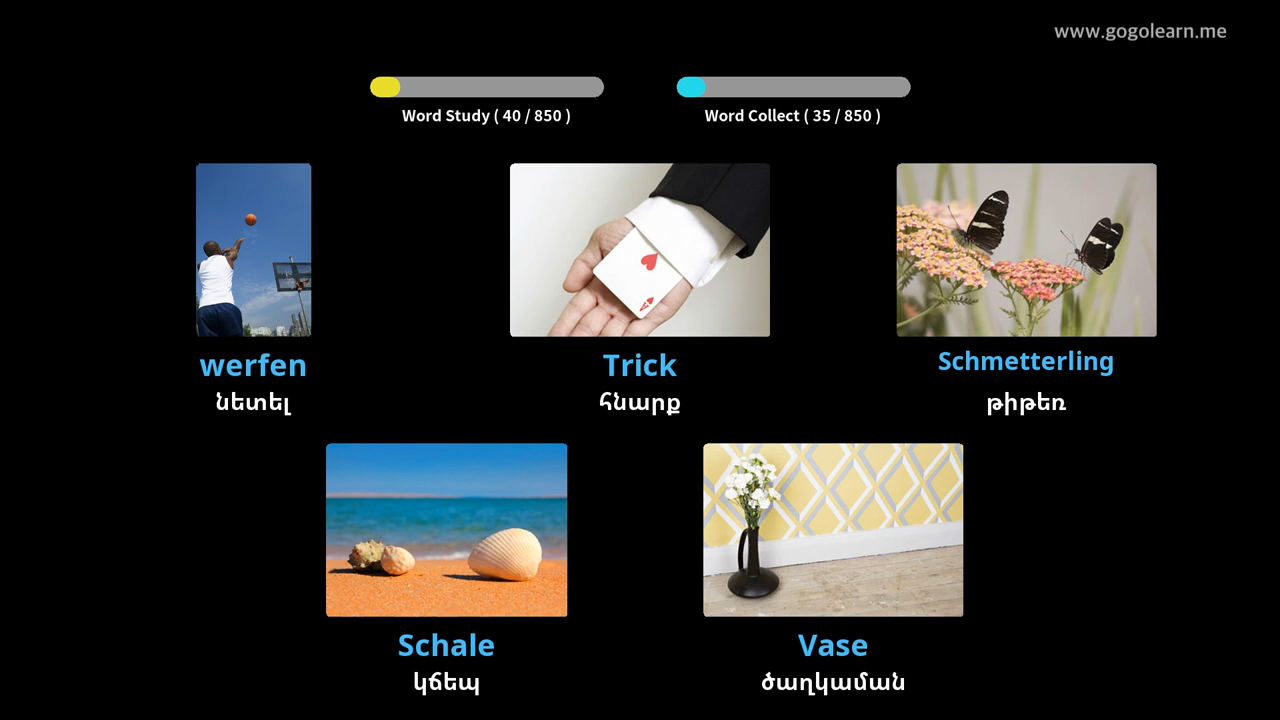 www.gogolearn.me
Word Study ( 40 / 850 )
Word Collect ( 35 / 850 )
werfen
նետել
Trick
հնարք
Schmetterling
թիթեռ
Schale
կճեպ
Vase
ծաղկաման